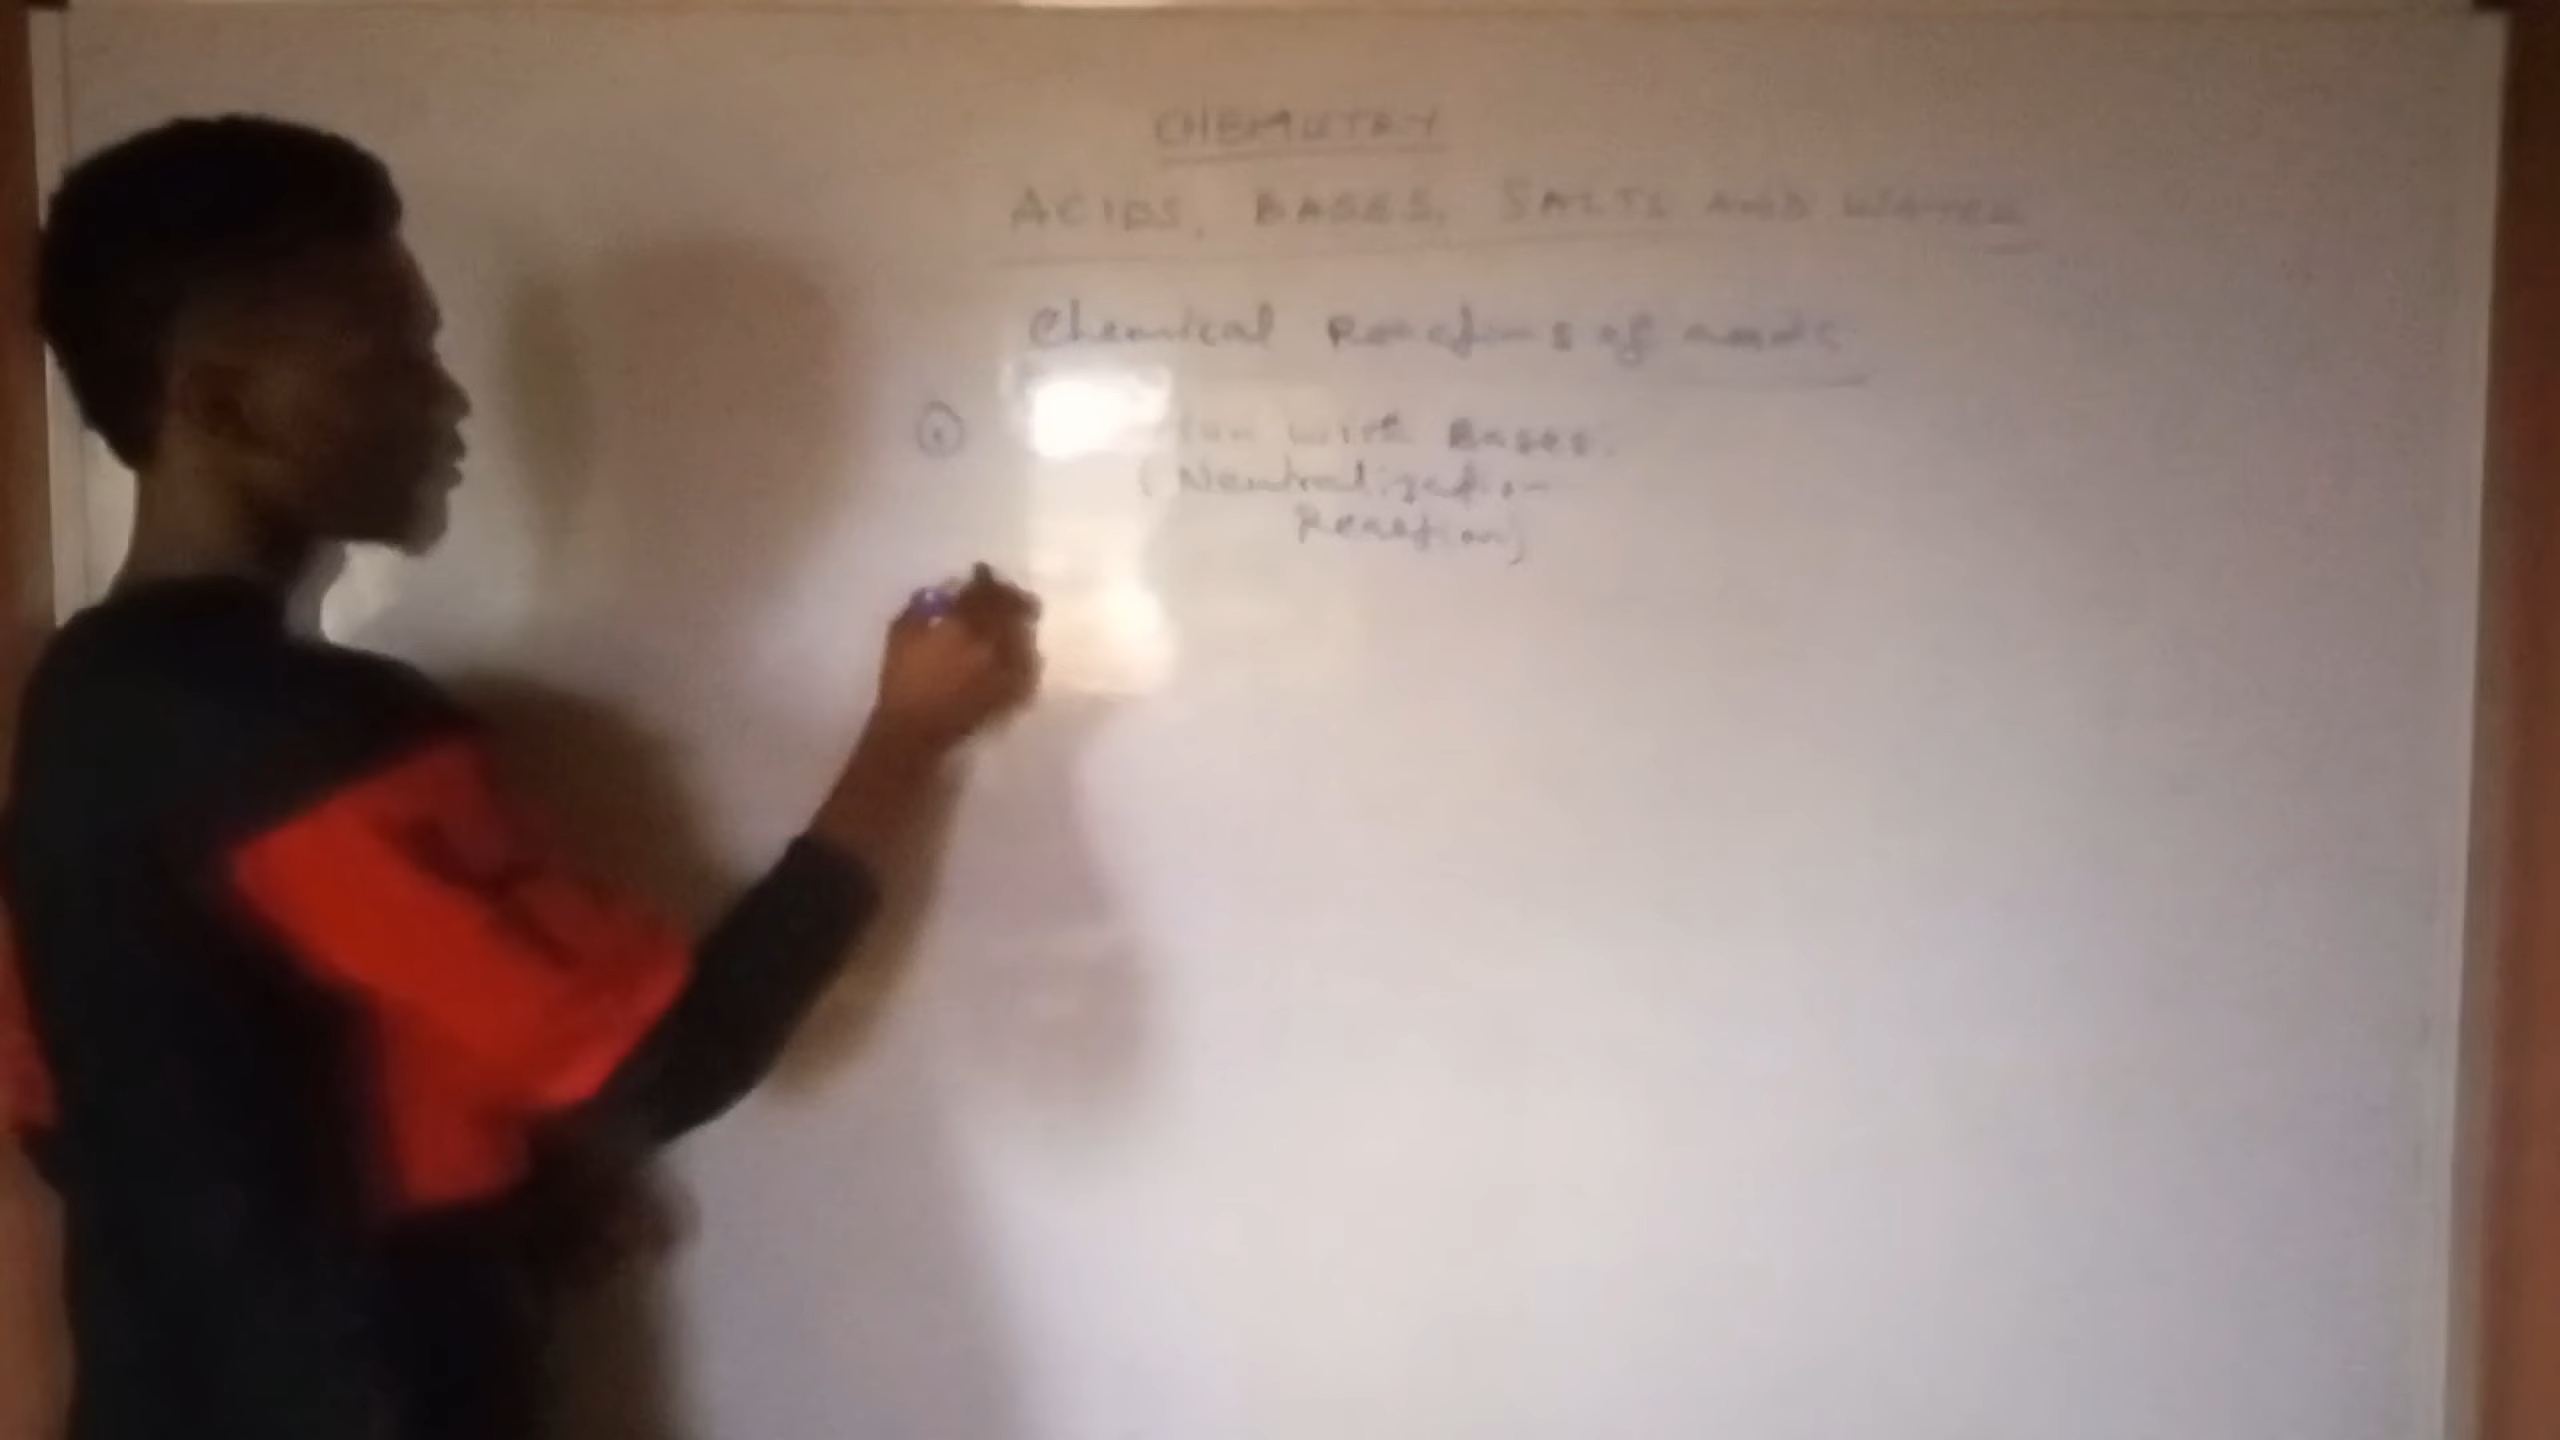 CHEMISTRY
ACIDS, BASES, SALTS AND WATER
Chemical Reactions of acids
with Bases.
(Neutralization
Reaction)